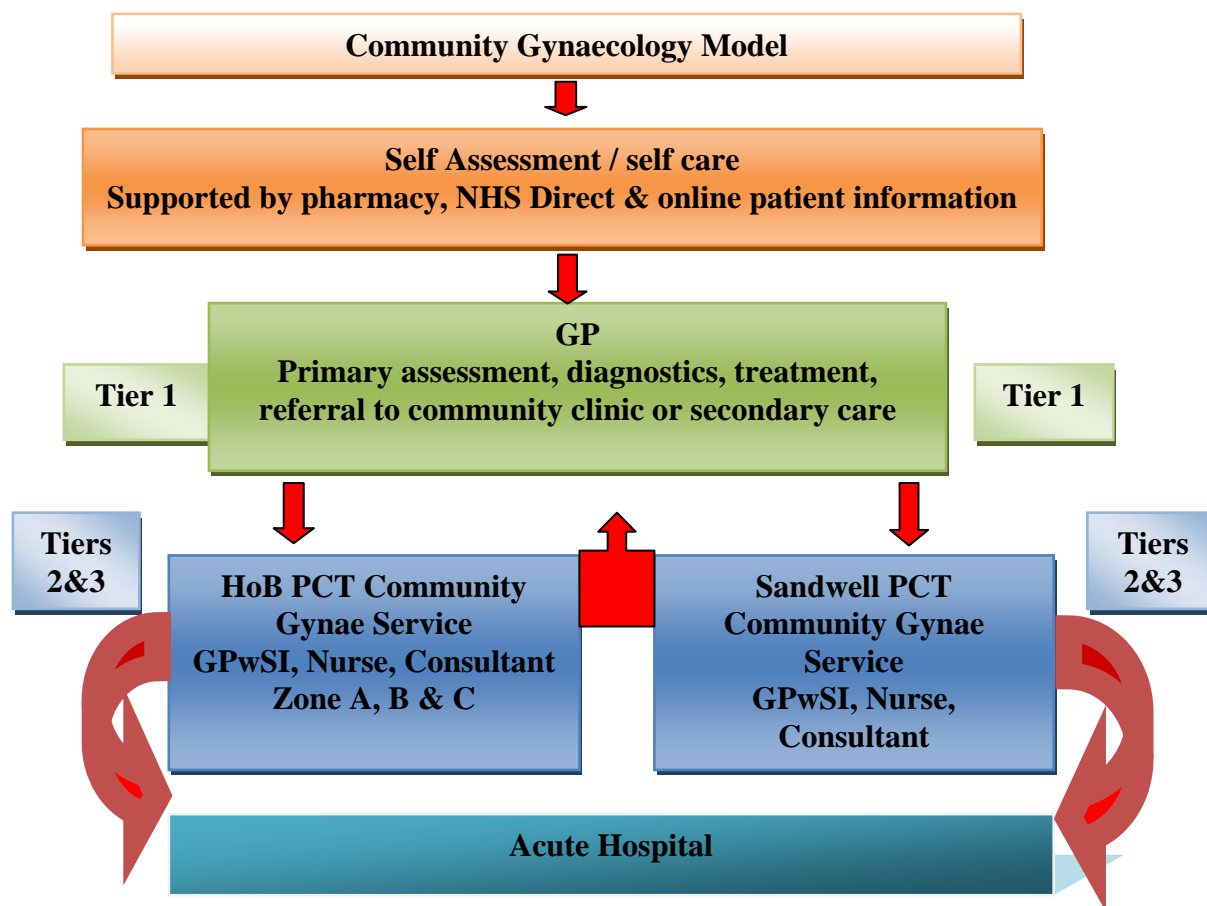 Community Gynaecology Model
Self Assessment / self care
Supported by pharmacy, NHS Direct & online patient information
GP
Primary assessment, diagnostics, treatment,
referral to community clinic or secondary care
Tier 1
Tier 1
Tiers
2&3
HoB PCT Community
Gynae Service
GPwSI, Nurse, Consultant
Zone A, B & C
Sandwell PCT
Community Gynae
Service
GPwSI, Nurse,
Consultant
Tiers
2&3
Acute Hospital